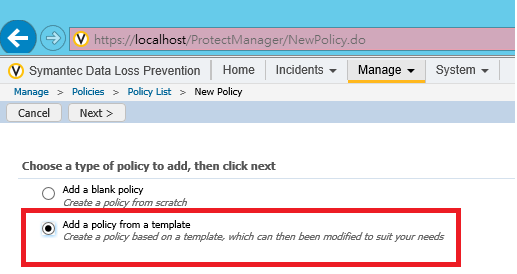 https://localhost/ProtectManager/NewPolicy.do
Symantec Data Loss Prevention Home Incidents Manage System
Manage > Policies > Policy List > New Policy
Cancel Next >
Choose a type of policy to add, then click next
Add a blank policy
Create a policy from scratch
Add a policy from a template
Create a policy based on a template, which can then been modified to suit your needs